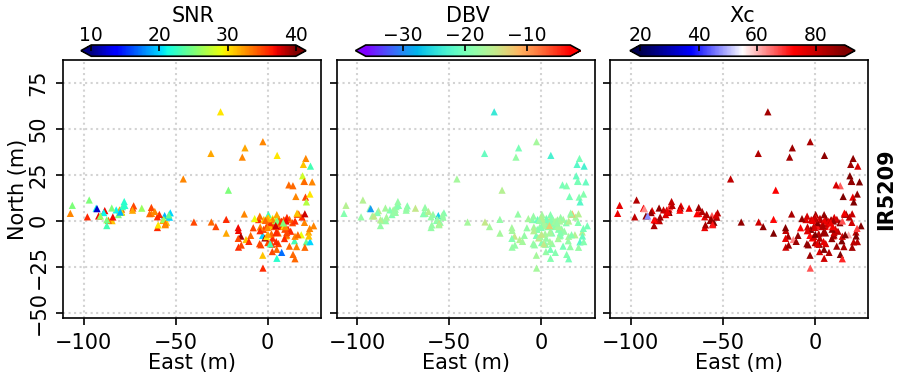 SNR DBV Xc
10 20 30 40 −30 −20 −10 20 40 60 80
75
50
25
0
−25
−50
North (m)
IR5209
−100 −50 0 −100 −50 0 −100 −50 0
East (m) East (m) East (m)